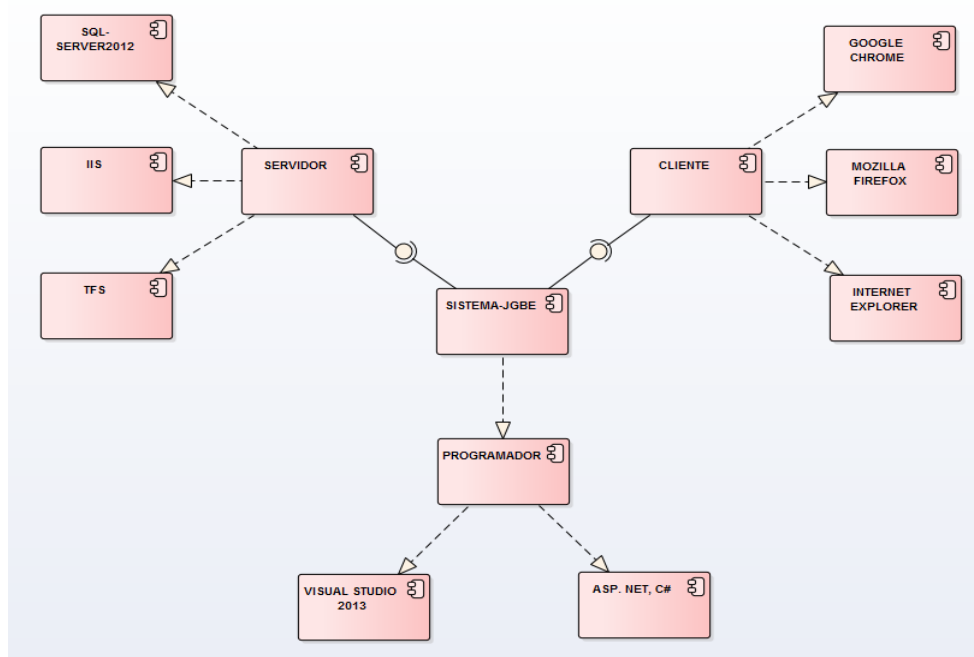 SQL-
SERVER2012
GOOGLE
CHROME
IIS
SERVIDOR
CLIENTE
MOZILLA
FIREFOX
TFS
SISTEMA-JGBE
INTERNET
EXPLORER
PROGRAMADOR
VISUAL STUDIO
2013
ASP. NET, C#